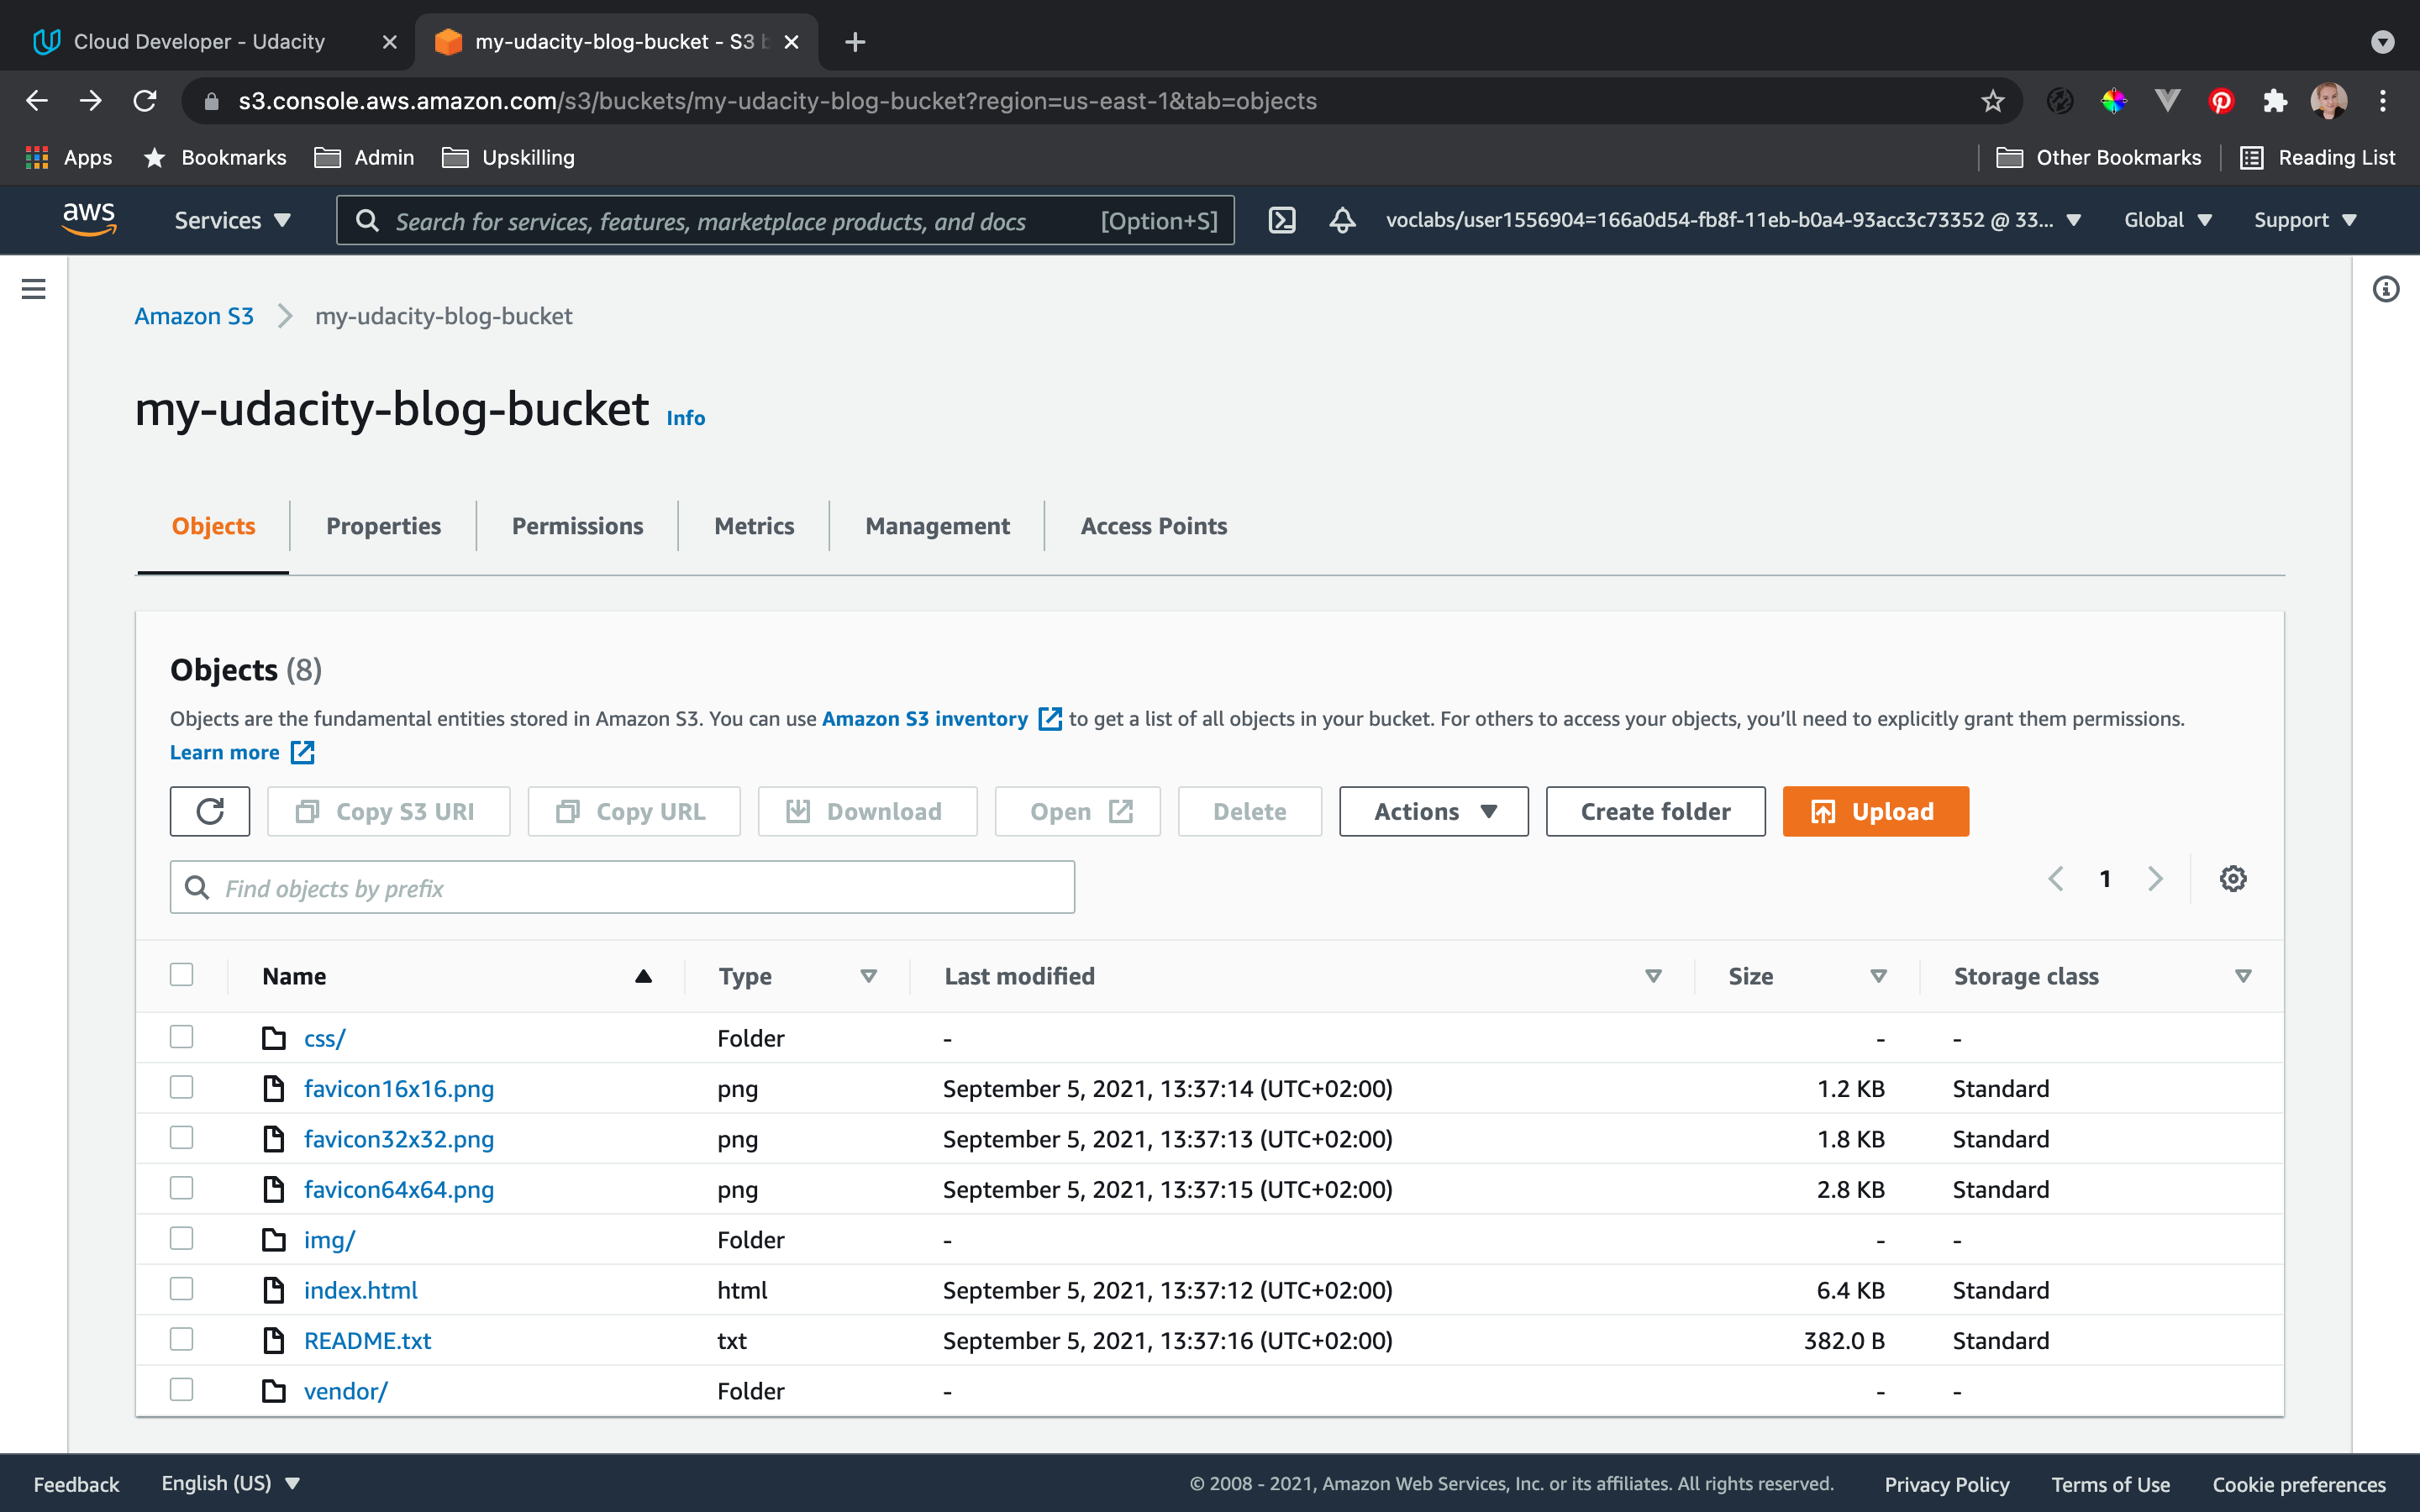 Cloud Developer - Udacity
my-udacity-blog-bucket - S3 b
s3.console.aws.amazon.com/s3/buckets/my-udacity-blog-bucket?region=us-east-1&tab=objects
Apps Bookmarks Admin Upskilling Other Bookmarks Reading List
aws Services Search for services, features, marketplace products, and docs [Option+S] voclabs/user1556904=166a0d54-fb8f-11eb-b0a4-93acc3c73352 @ 33... Global Support
Amazon S3 my-udacity-blog-bucket
my-udacity-blog-bucket Info
Objects Properties Permissions Metrics Management Access Points
Objects (8)
Objects are the fundamental entities stored in Amazon S3. You can use Amazon S3 inventory to get a list of all objects in your bucket. For others to access your objects, you'll need to explicitly grant them permissions.
Learn more
Copy S3 URI Copy URL Download Open Delete Actions Create folder Upload
Find objects by prefix 1
Name Type Last modified Size Storage class
css/ Folder - - -
favicon16x16.png png September 5, 2021, 13:37:14 (UTC+02:00) 1.2 KB Standard
favicon32x32.png png September 5, 2021, 13:37:13 (UTC+02:00) 1.8 KB Standard
favicon64x64.png png September 5, 2021, 13:37:15 (UTC+02:00) 2.8 KB Standard
img/ Folder - - -
index.html html September 5, 2021, 13:37:12 (UTC+02:00) 6.4 KB Standard
README.txt txt September 5, 2021, 13:37:16 (UTC+02:00) 382.0 B Standard
vendor/ Folder - - -
Feedback English (US) © 2008 - 2021, Amazon Web Services, Inc. or its affiliates. All rights reserved. Privacy Policy Terms of Use Cookie preferences